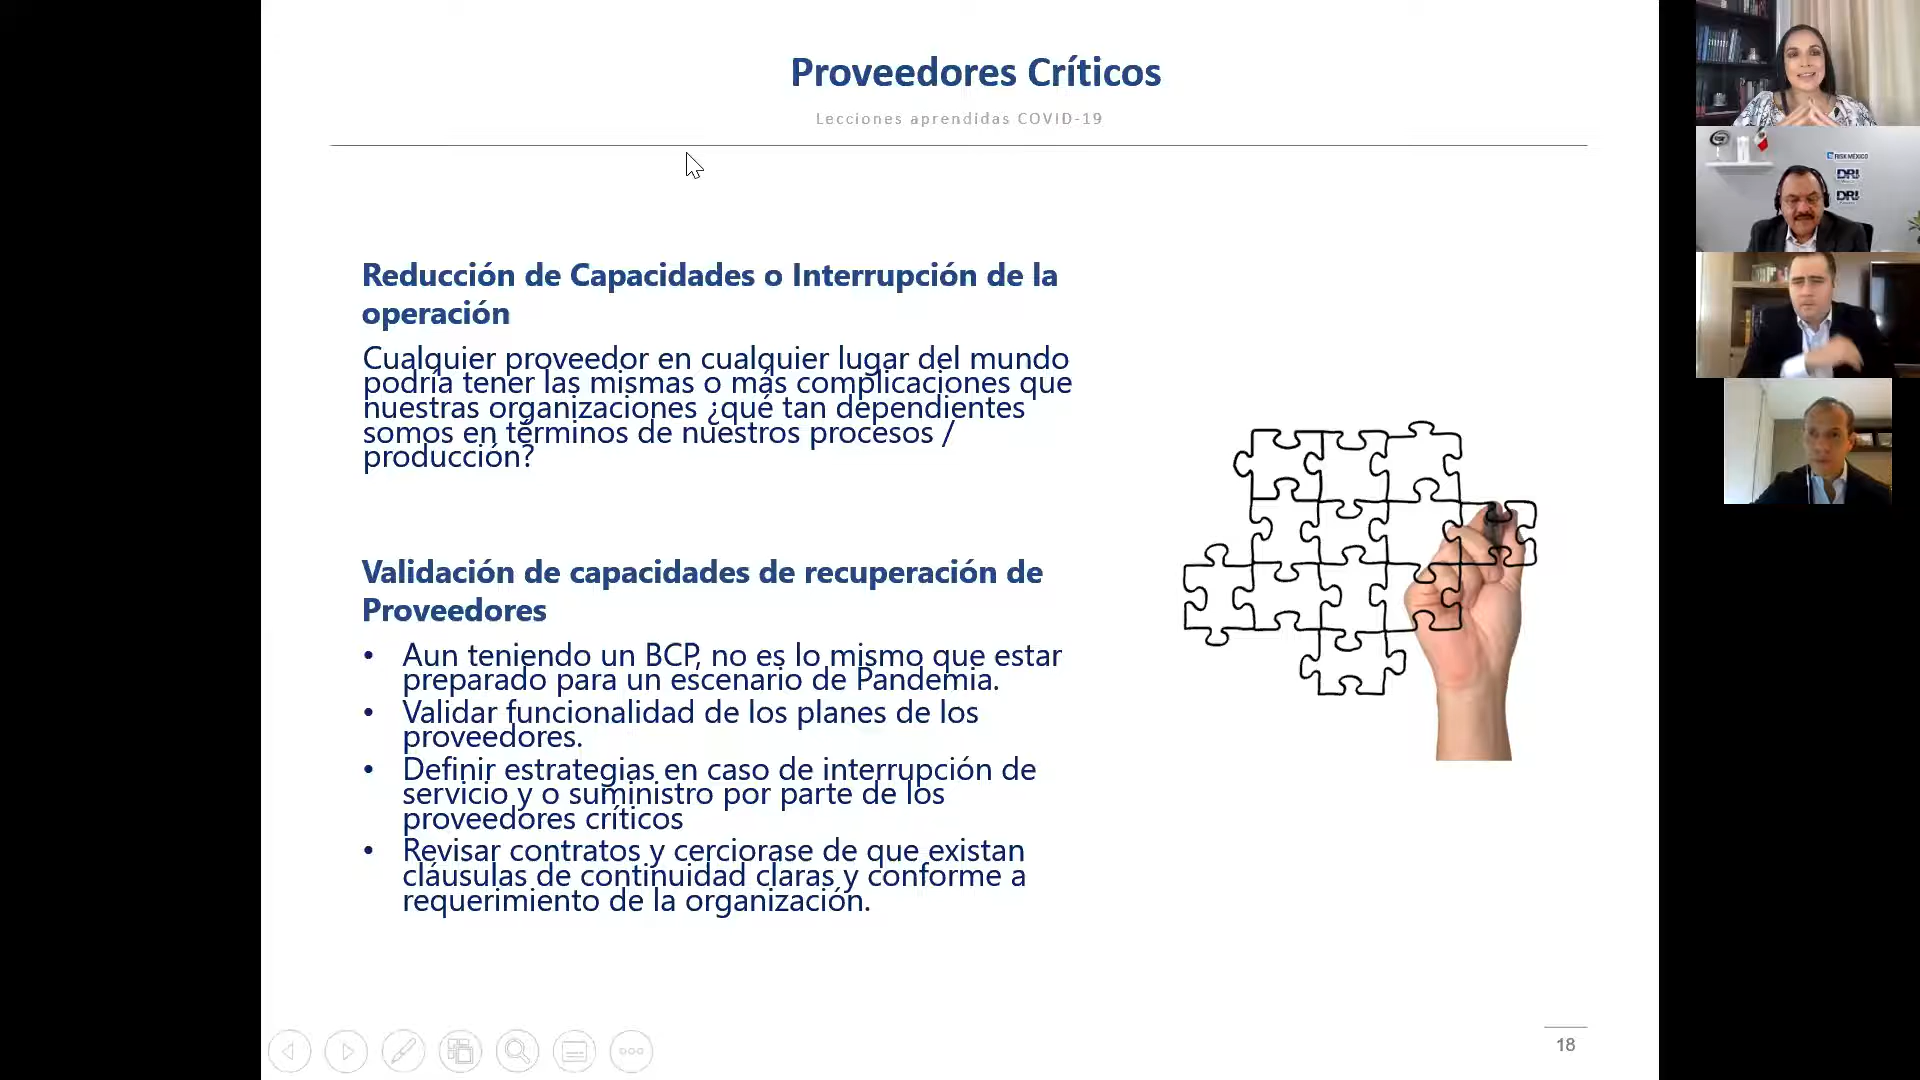 Proveedores Críticos
Lecciones aprendidas COVID-19
Reducción de Capacidades o Interrupción de la
operación
Cualquier proveedor en cualquier lugar del mundo
podría tener las mismas o más complicaciones que
nuestras organizaciones ¿qué tan dependientes
somos en términos de nuestros procesos /
producción?
Validación de capacidades de recuperación de
Proveedores
• Aun teniendo un BCP, no es lo mismo que estar
preparado para un escenario de Pandemia.
• Validar funcionalidad de los planes de los
proveedores.
• Definir estrategias en caso de interrupción de
servicio y o suministro por parte de los
proveedores críticos
• Revisar contratos y cerciorase de que existan
cláusulas de continuidad claras y conforme a
requerimiento de la organización.
18
RISK MÉXICO
DRI
DRI